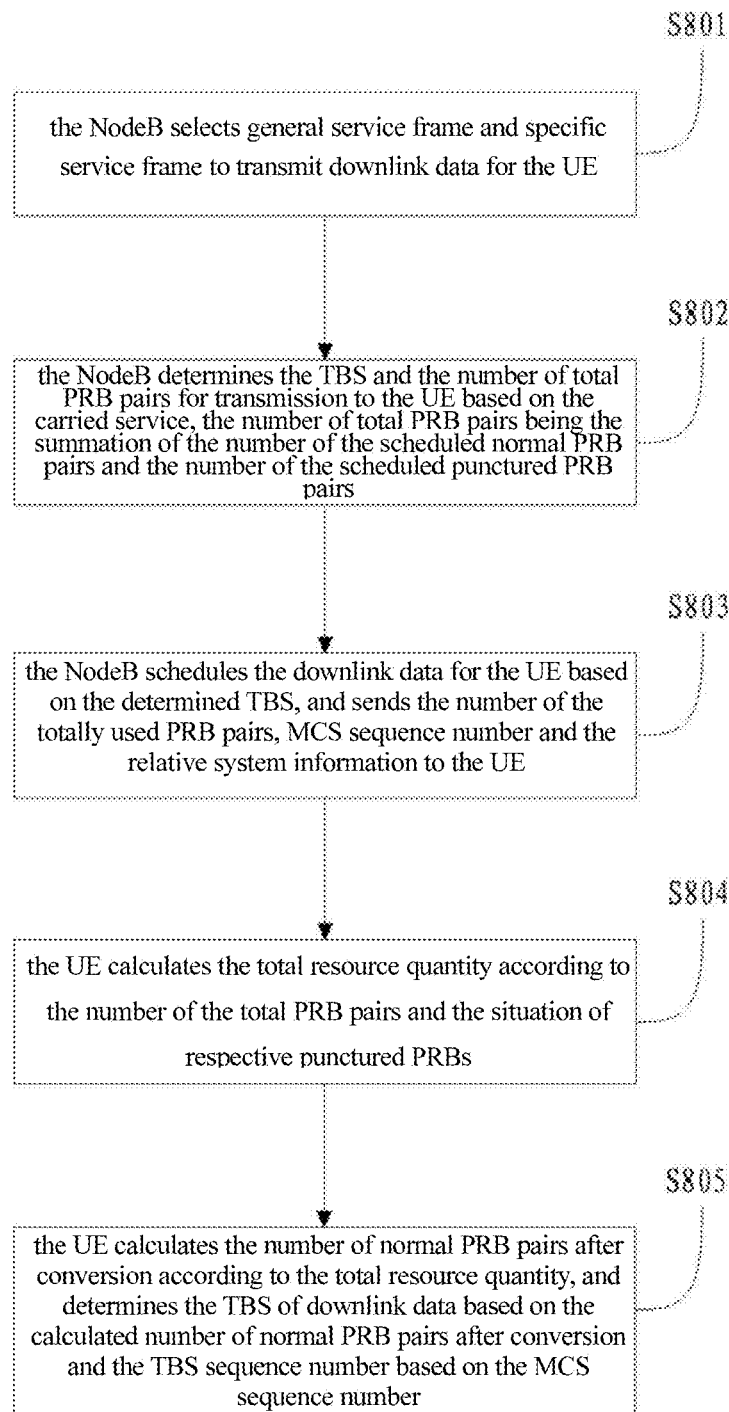 S801
the NodeB selects general service frame and specific
service frame to transmit downlink data for the UE
S802
the NodeB determines the TBS and the number of total
PRB pairs for transmission to the UE based on the
carried service, the number of total PRB pairs being the
summation of the number of the scheduled normal PRB
pairs and the number of the scheduled punctured PRB
pairs
S803
the NodeB schedules the downlink data for the UE based
on the determined TBS, and sends the number of the
totally used PRB pairs, MCS sequence number and the
relative system information to the UE
S804
the UE calculates the total resource quantity according to
the number of the total PRB pairs and the situation of
respective punctured PRBs
S805
the UE calculates the number of normal PRB pairs after
conversion according to the total resource quantity, and
determines the TBS of downlink data based on the
calculated number of normal PRB pairs after conversion
and the TBS sequence number based on the MCS
sequence number